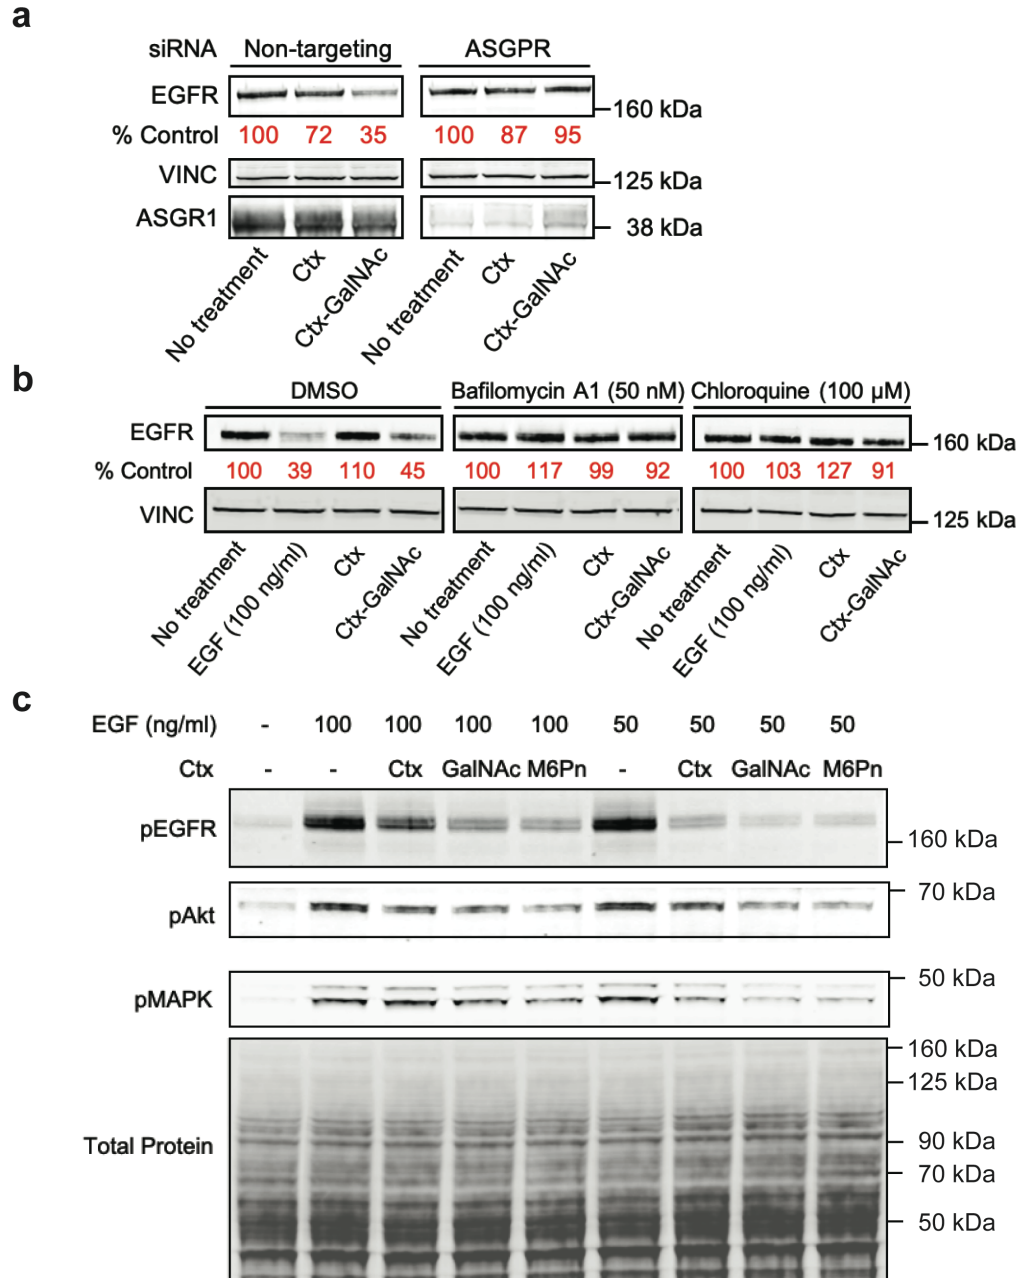 a
siRNA Non-targeting ASGPR
EGFR
160 kDa
% Control 100 72 35 100 87 95
VINC
125 kDa
ASGR1
38 kDa
No treatment Ctx Ctx-GalNAc No treatment Ctx Ctx-GalNAc
b
DMSO Bafilomycin A1 (50 nM) Chloroquine (100 µM)
EGFR
160 kDa
% Control 100 39 110 45 100 117 99 92 100 103 127 91
VINC
125 kDa
No treatment EGF (100 ng/ml) Ctx Ctx-GalNAc No treatment EGF (100 ng/ml) Ctx Ctx-GalNAc No treatment EGF (100 ng/ml) Ctx Ctx-GalNAc
c
EGF (ng/ml) - 100 100 100 100 50 50 50 50
Ctx - - Ctx GalNAc M6Pn - Ctx GalNAc M6Pn
pEGFR
160 kDa
70 kDa
pAkt
50 kDa
pMAPK
160 kDa
125 kDa
Total Protein
90 kDa
70 kDa
50 kDa